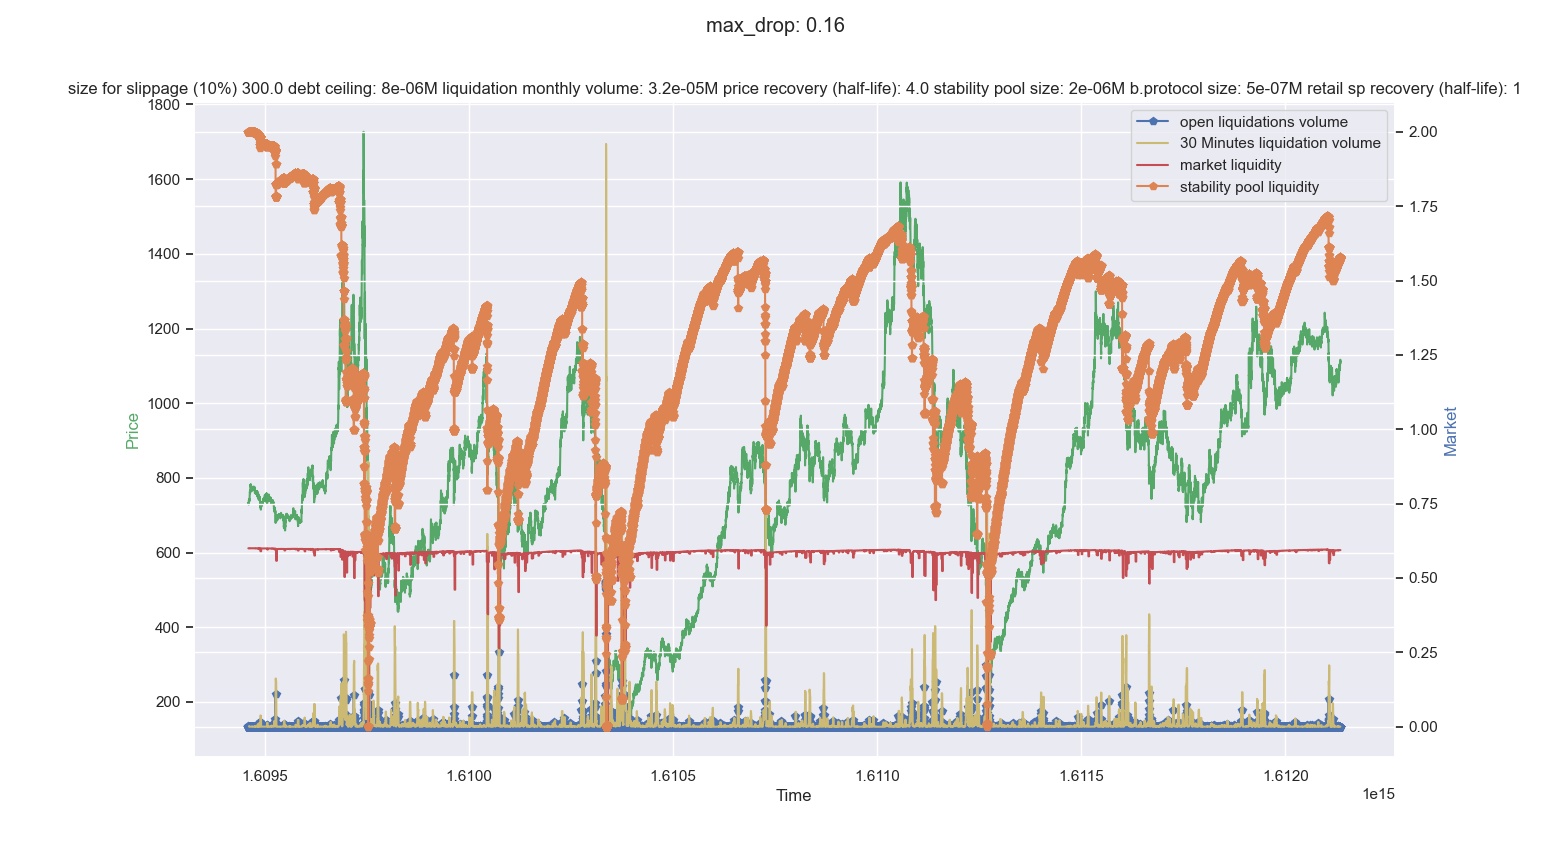 max_drop: 0.16
size for slippage (10%) 300.0 debt ceiling: 8e-06M liquidation monthly volume: 3.2e-05M price recovery (half-life): 4.0 stability pool size: 2e-06M b.protocol size: 5e-07M retail sp recovery (half-life): 1
1800
1600
1400
1200
1000
800
600
400
200
Price
open liquidations volume
30 Minutes liquidation volume
market liquidity
stability pool liquidity
2.00
1.75
1.50
1.25
1.00
0.75
0.50
0.25
0.00
Market
1.6095
1.6100
1.6105
1.6110
1.6115
1.6120
Time
1e15